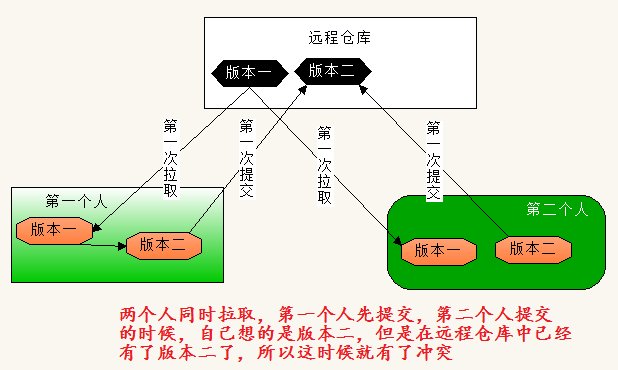 远程仓库
版本一
版本二
第一次拉取
第一次提交
第一次拉取
第一次提交
第一个人
版本一
版本二
第二个人
版本一
版本二
两个人同时拉取，第一个人先提交，第二个人提交
的时候，自己想的是版本二，但是在远程仓库中已经
有了版本二了，所以这时候就有了冲突